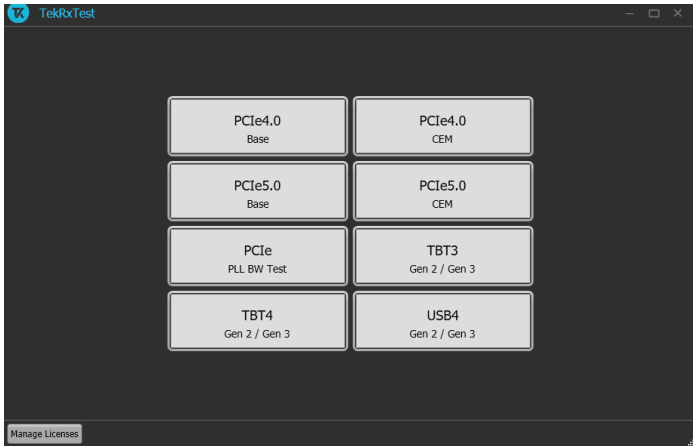 TekRxTest
PCIe4.0
Base
PCIe4.0
CEM
PCIe5.0
Base
PCIe5.0
CEM
PCIe
PLL BW Test
TBT3
Gen 2 / Gen 3
TBT4
Gen 2 / Gen 3
USB4
Gen 2 / Gen 3
Manage Licenses